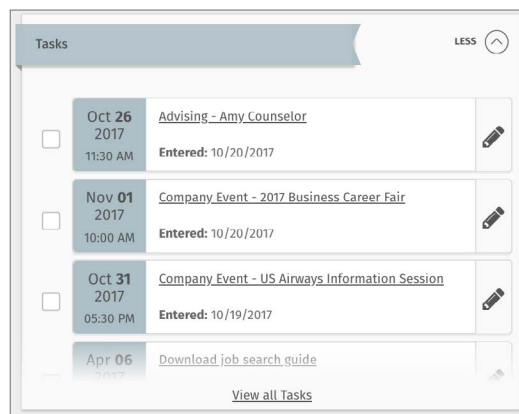 Tasks
LESS
Oct 26
2017
11:30 AM
Advising - Amy Counselor
Entered: 10/20/2017
Nov 01
2017
10:00 AM
Company Event - 2017 Business Career Fair
Entered: 10/20/2017
Oct 31
2017
05:30 PM
Company Event - US Airways Information Session
Entered: 10/19/2017
Apr 06
2017
Download job search guide
View all Tasks